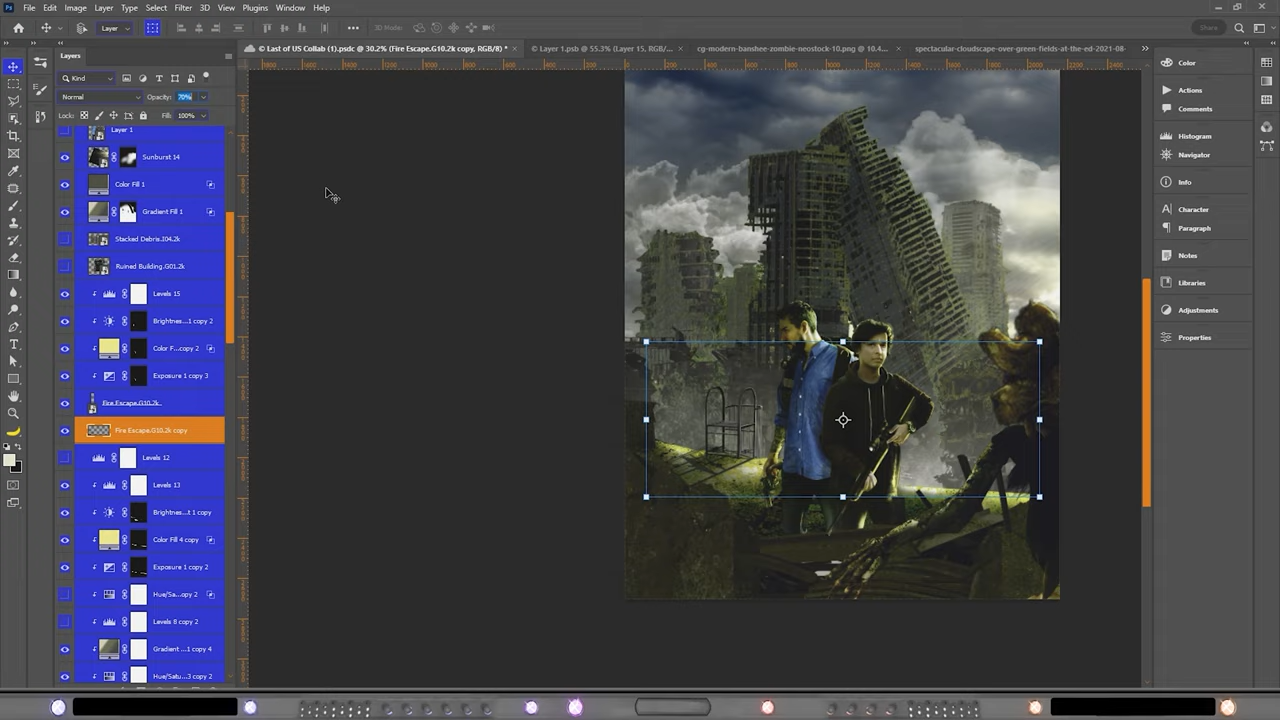 Ps File Edit Image Layer Type Select Filter 3D View Plugins Window Help
Layer 3D Mode: Share
© Last of US Collab (1).psdc @ 30.2% (Fire Escape.G10.2k copy, RGB/8) * × © Layer 1.psb @ 55.3% (Layer 15, RGB/... × cg-modern-banshee-zombie-neostock-10.png @ 10.4... × spectacular-cloudscape-over-green-fields-at-the-ed-2021-08-
Layers
Kind
Normal Opacity: 70%
Lock: Fill: 100%
Layer 1
Sunburst 14
Color Fill 1
Gradient Fill 1
Stacked Debris.I04.2k
Ruined Building.G01.2k
Levels 15
Brightnes...1 copy 2
Color F...copy 2
Exposure 1 copy 3
Fire Escape.G10.2k
Fire Escape.G10.2k copy
Levels 12
Levels 13
Brightnes...t 1 copy
Color Fill 4 copy
Exposure 1 copy 2
Hue/Sa...opy 2
Levels 8 copy 2
Gradient ...1 copy 4
Hue/Satu...3 copy 2
Color
Actions
Comments
Histogram
Navigator
Info
Character
Paragraph
Notes
Libraries
Adjustments
Properties